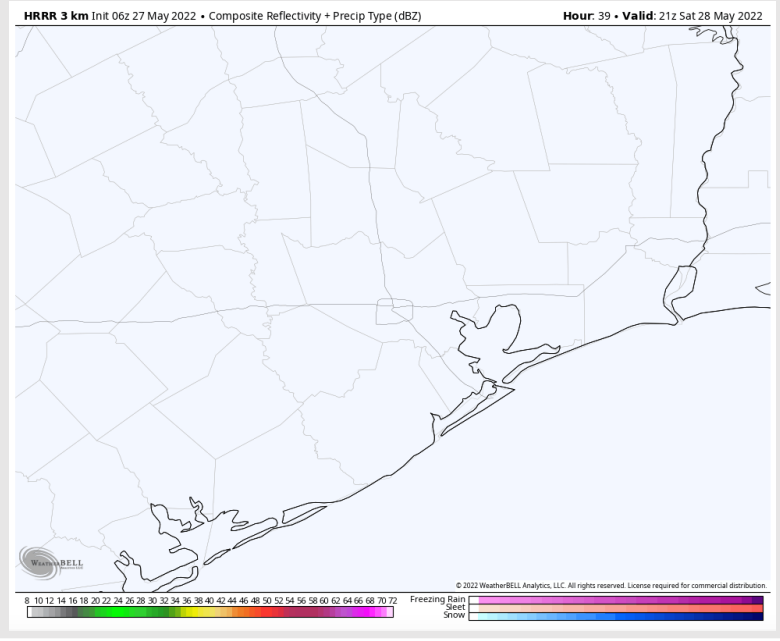 HRRR 3 km Init 06z 27 May 2022 • Composite Reflectivity + Precip Type (dBZ)
Hour: 39 • Valid: 21z Sat 28 May 2022
WeatherBELL
© 2022 WeatherBELL Analytics, LLC. All rights reserved. License required for commercial distribution.
8 10 12 14 16 18 20 22 24 26 28 30 32 34 36 38 40 42 44 46 48 50 52 54 56 58 60 62 64 66 68 70 72
Freezing Rain
Sleet
Snow